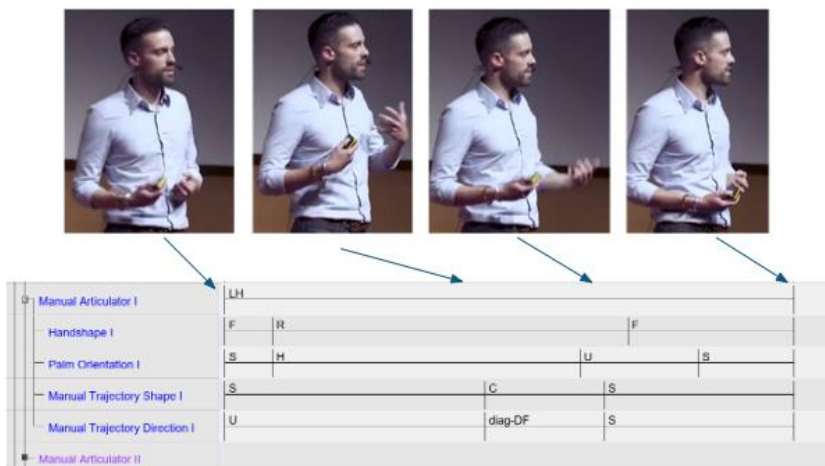 Manual Articulator I LH
Handshape I F R F
Palm Orientation I S H U S
Manual Trajectory Shape I S C S
Manual Trajectory Direction I U diag-DF S
Manual Articulator II